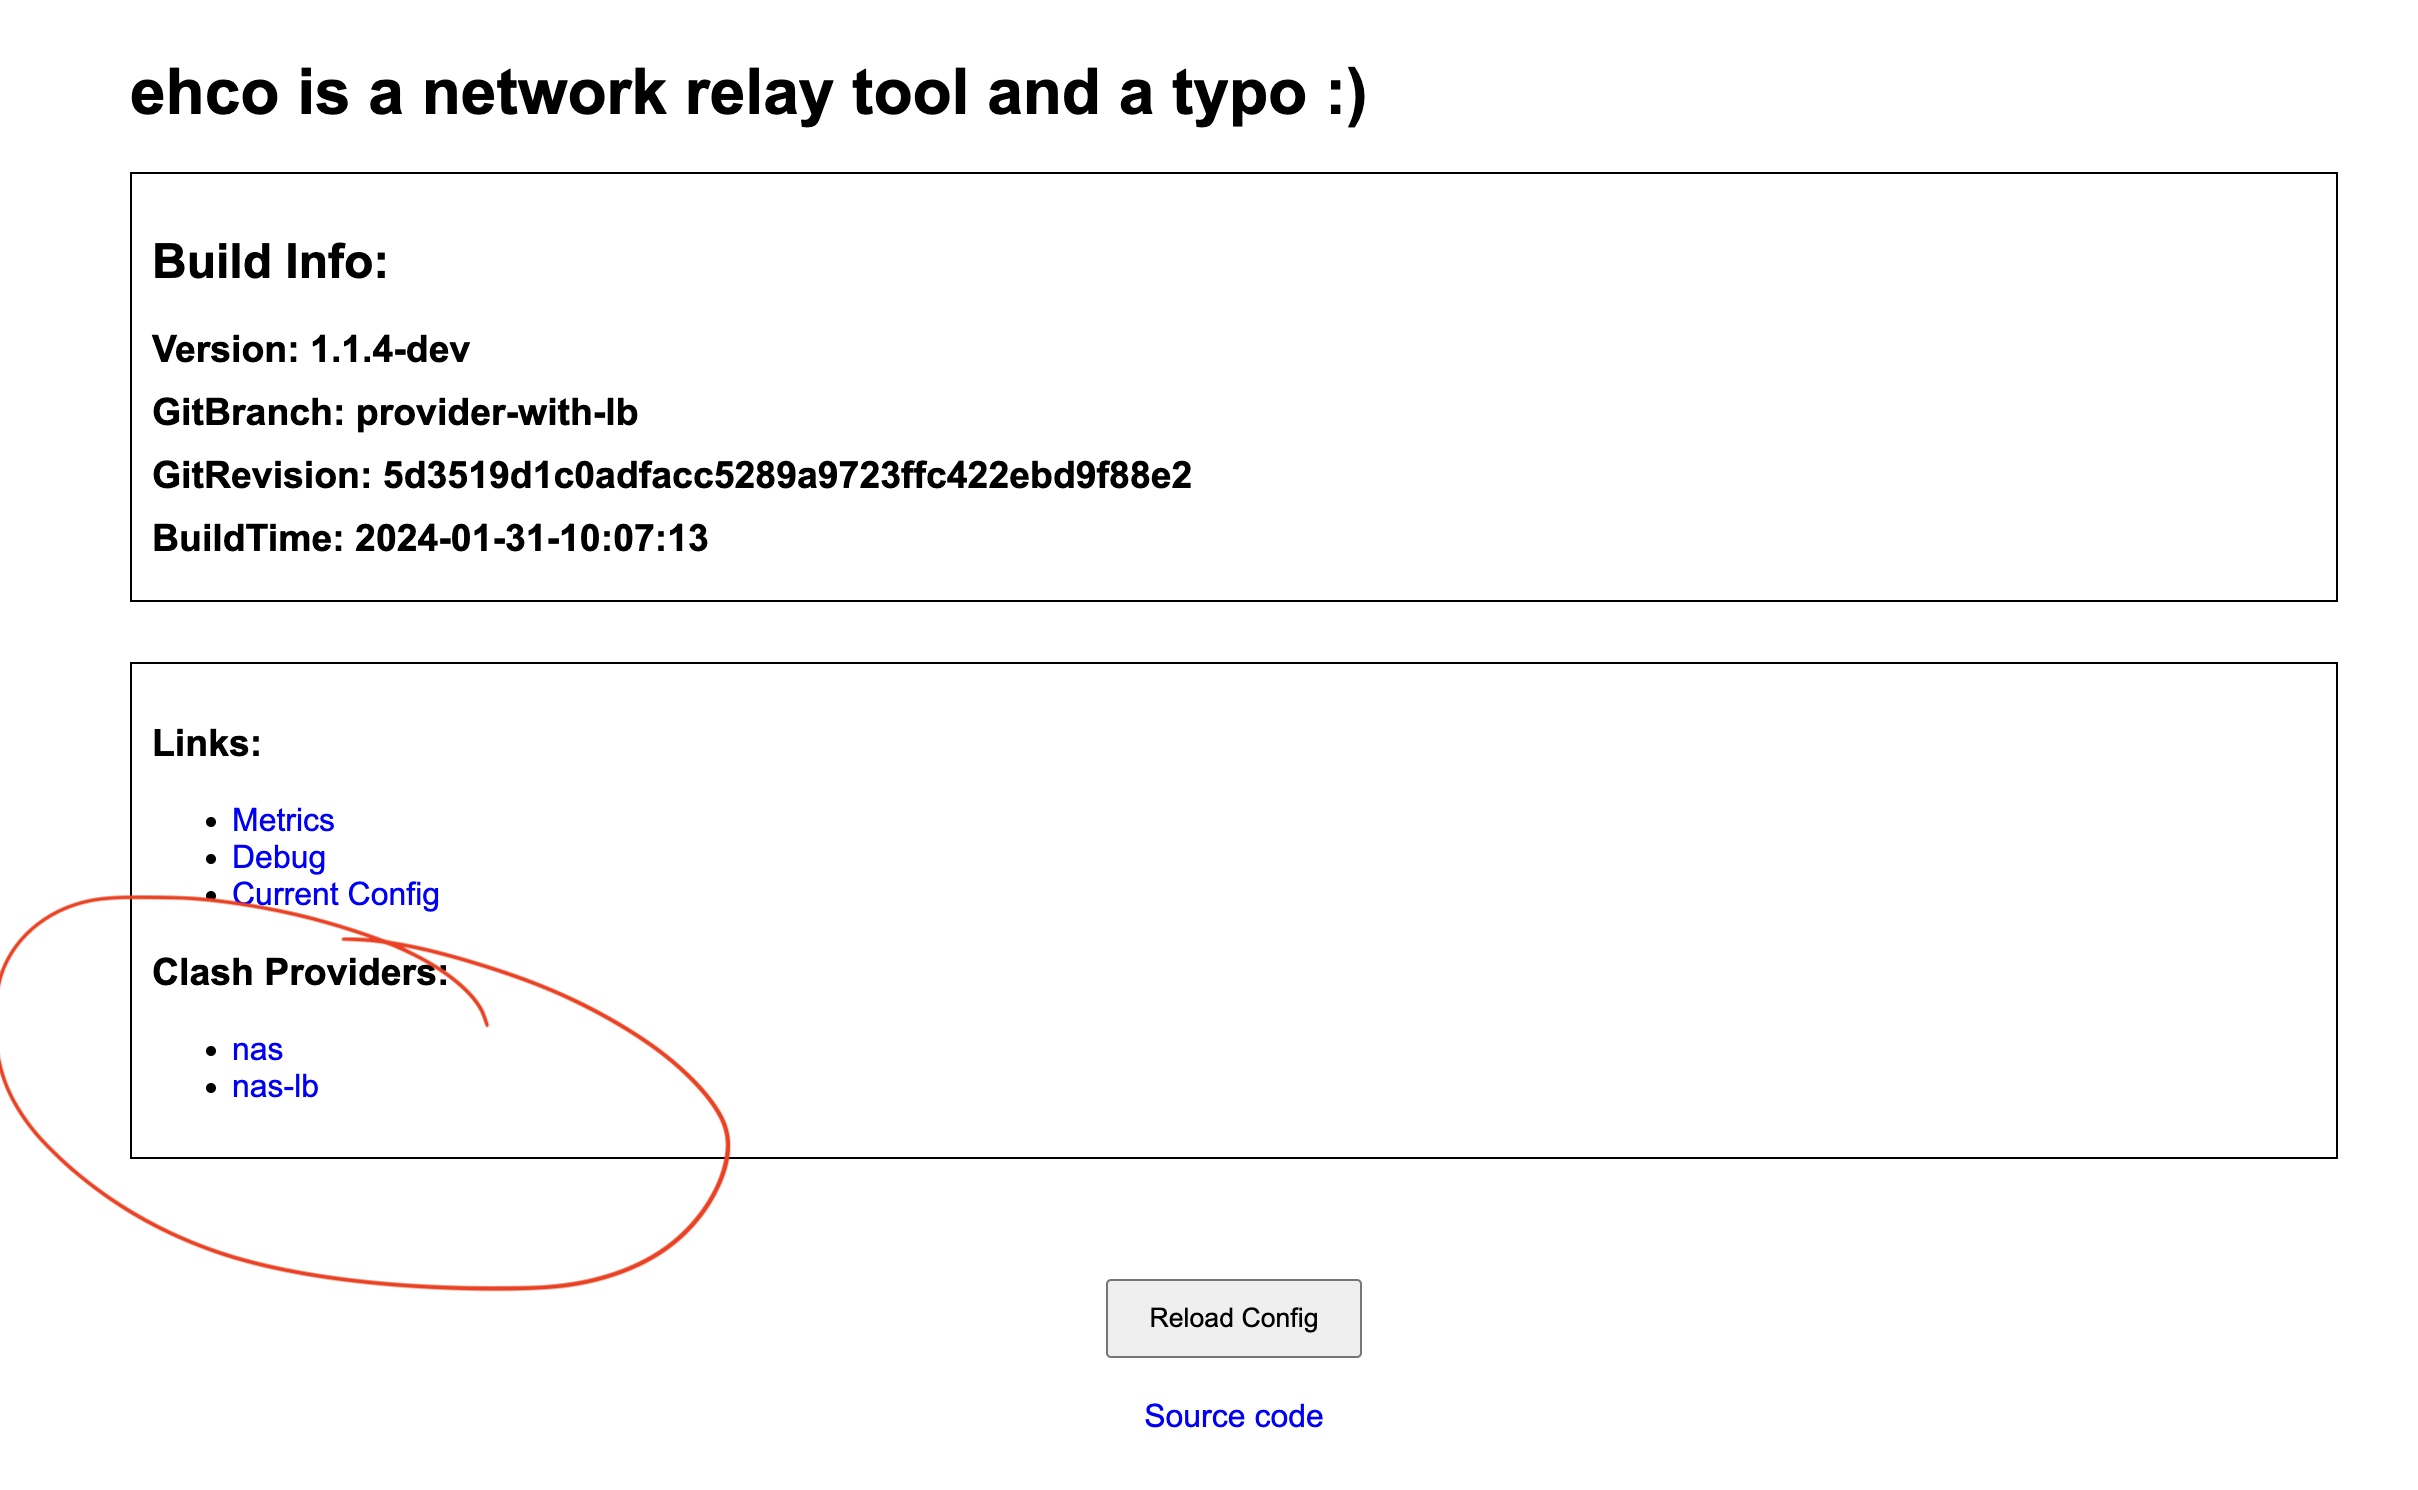 ehco is a network relay tool and a typo :)
Build Info:
Version: 1.1.4-dev
GitBranch: provider-with-lb
GitRevision: 5d3519d1c0adfacc5289a9723ffc422ebd9f88e2
BuildTime: 2024-01-31-10:07:13
Links:
Metrics
Debug
Current Config
Clash Providers:
nas
nas-lb
Reload Config
Source code